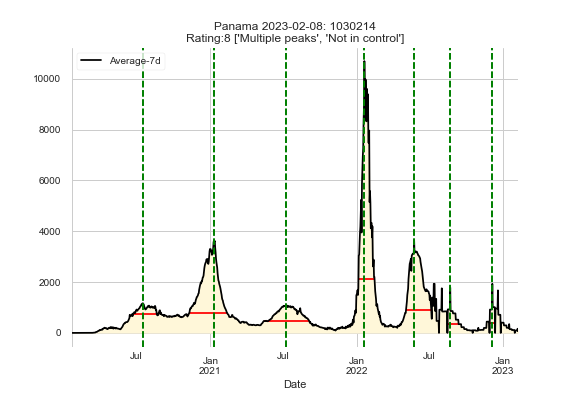 Panama 2023-02-08: 1030214
Rating:8 ['Multiple peaks', 'Not in control']
Average-7d
10000
8000
6000
4000
2000
0
Jul
Jan
2021
Jul
Jan
2022
Jul
Jan
2023
Date